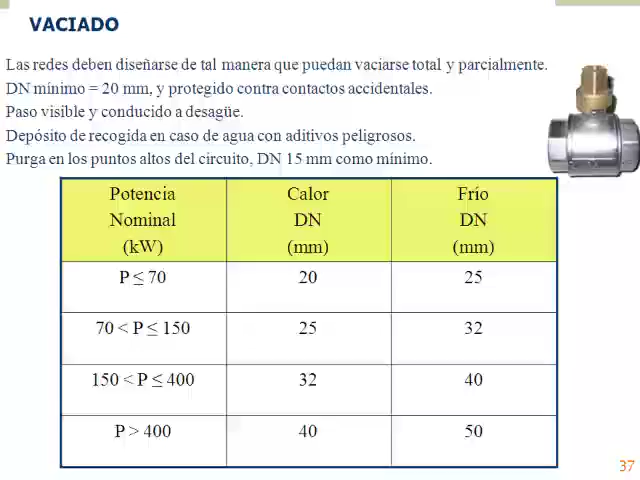 VACIADO
Las redes deben diseñarse de tal manera que puedan vaciarse total y parcialmente.
DN mínimo = 20 mm, y protegido contra contactos accidentales.
Paso visible y conducido a desagüe.
Depósito de recogida en caso de agua con aditivos peligrosos.
Purga en los puntos altos del circuito, DN 15 mm como mínimo.
Potencia Nominal (kW) Calor DN (mm) Frío DN (mm)
P ≤ 70 20 25
70 < P ≤ 150 25 32
150 < P ≤ 400 32 40
P > 400 40 50
37